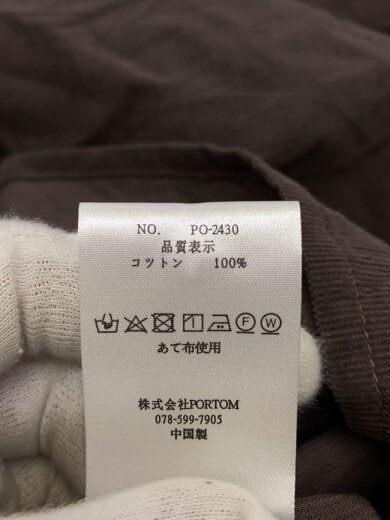 NO. PO-2430
品質表示
コットン 100%
F W
あて布使用
株式会社PORTOM
078-599-7905
中国製